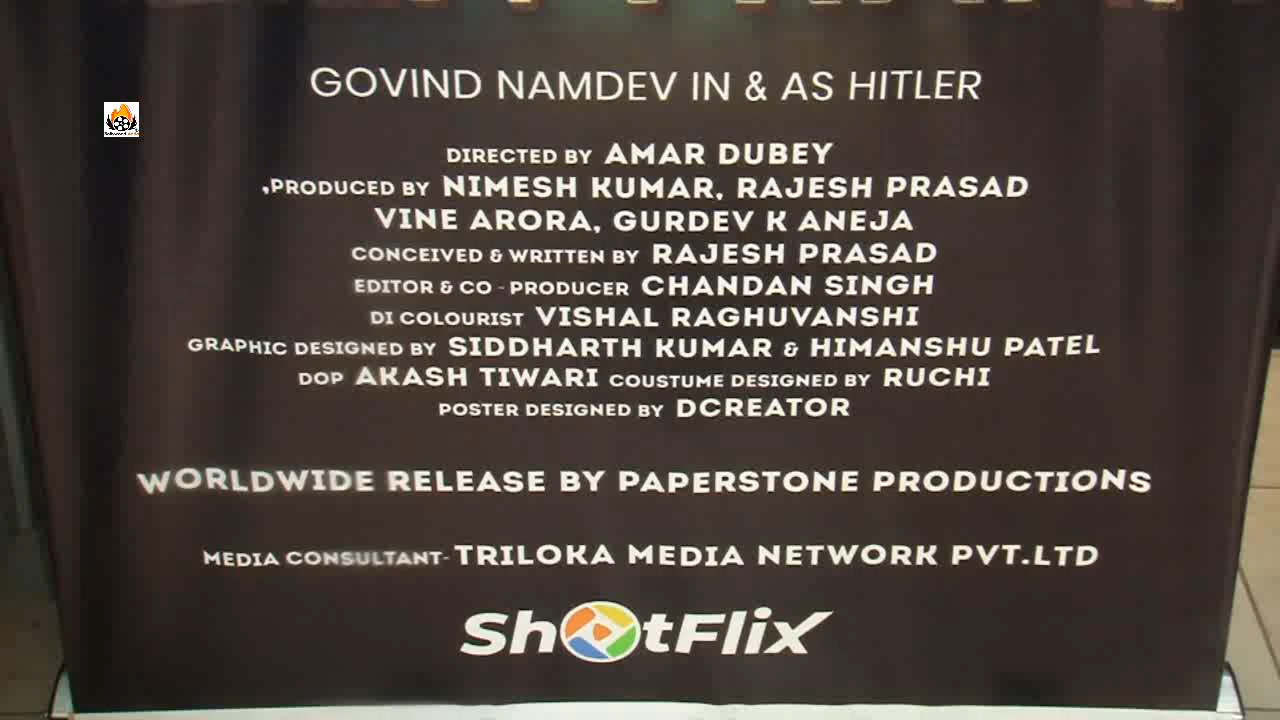 GOVIND NAMDEV IN & AS HITLER
DIRECTED BY AMAR DUBEY
,PRODUCED BY NIMESH KUMAR, RAJESH PRASAD
VINE ARORA, GURDEV K ANEJA
CONCEIVED & WRITTEN BY RAJESH PRASAD
EDITOR & CO - PRODUCER CHANDAN SINGH
DI COLOURIST VISHAL RAGHUVANSHI
GRAPHIC DESIGNED BY SIDDHARTH KUMAR & HIMANSHU PATEL
DOP AKASH TIWARI COUSTUME DESIGNED BY RUCHI
POSTER DESIGNED BY DCREATOR
WORLDWIDE RELEASE BY PAPERSTONE PRODUCTIONS
MEDIA CONSULTANT- TRILOKA MEDIA NETWORK PVT.LTD
ShotFlix